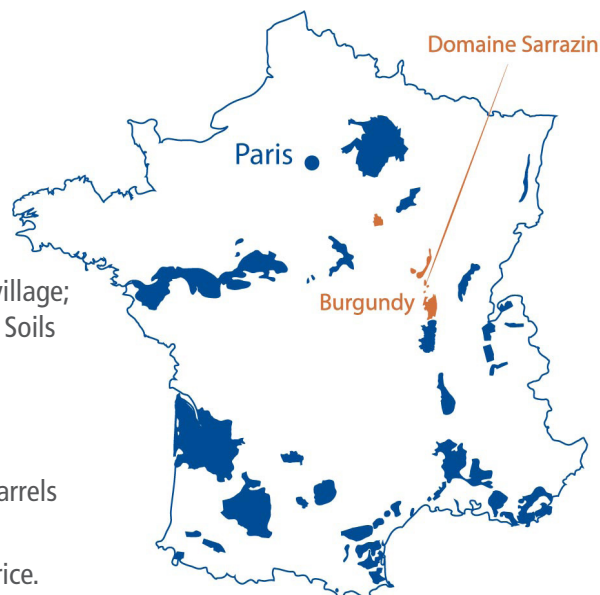 Domaine Sarrazin
Paris
village;
Soils
Burgundy
arrels
rice.